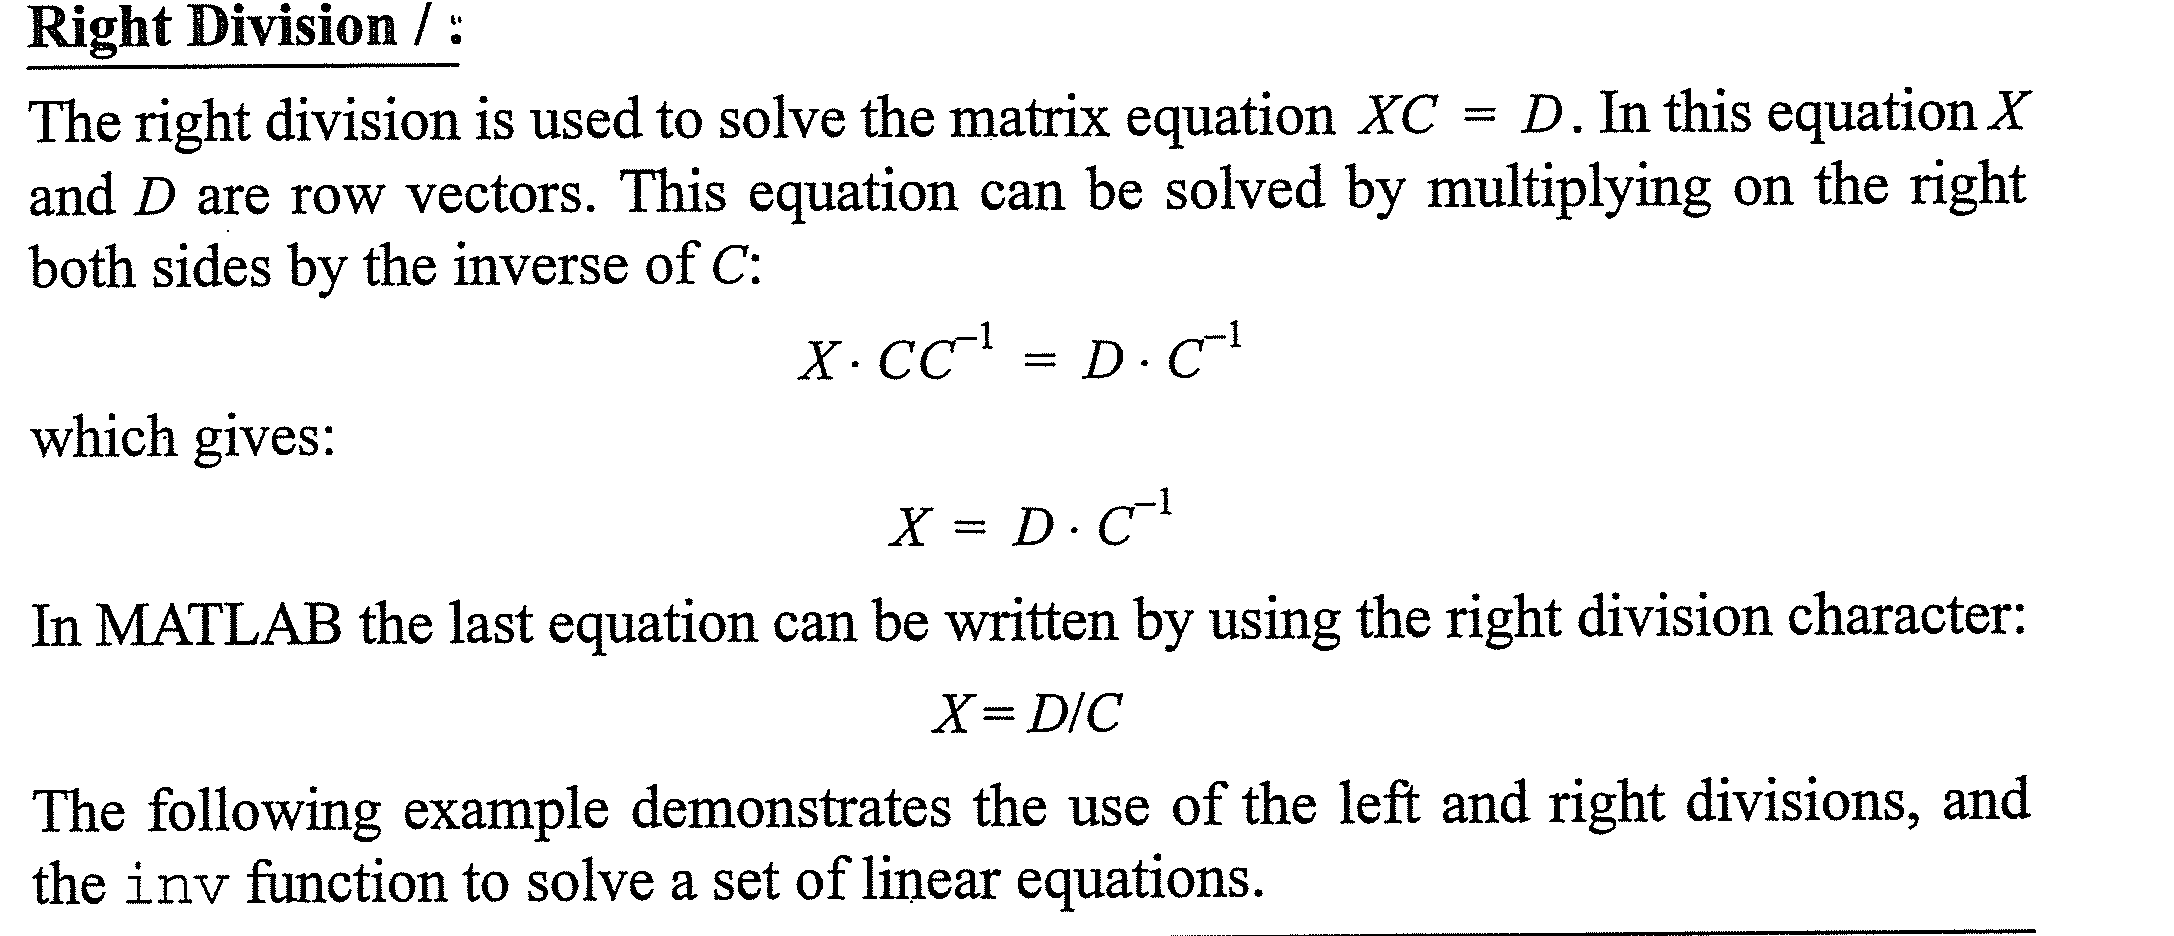 Right Division / :
The right division is used to solve the matrix equation XC = D. In this equation X
and D are row vectors. This equation can be solved by multiplying on the right
both sides by the inverse of C:
X · CC⁻¹ = D · C⁻¹
which gives:
X = D · C⁻¹
In MATLAB the last equation can be written by using the right division character:
X = D/C
The following example demonstrates the use of the left and right divisions, and
the inv function to solve a set of linear equations.